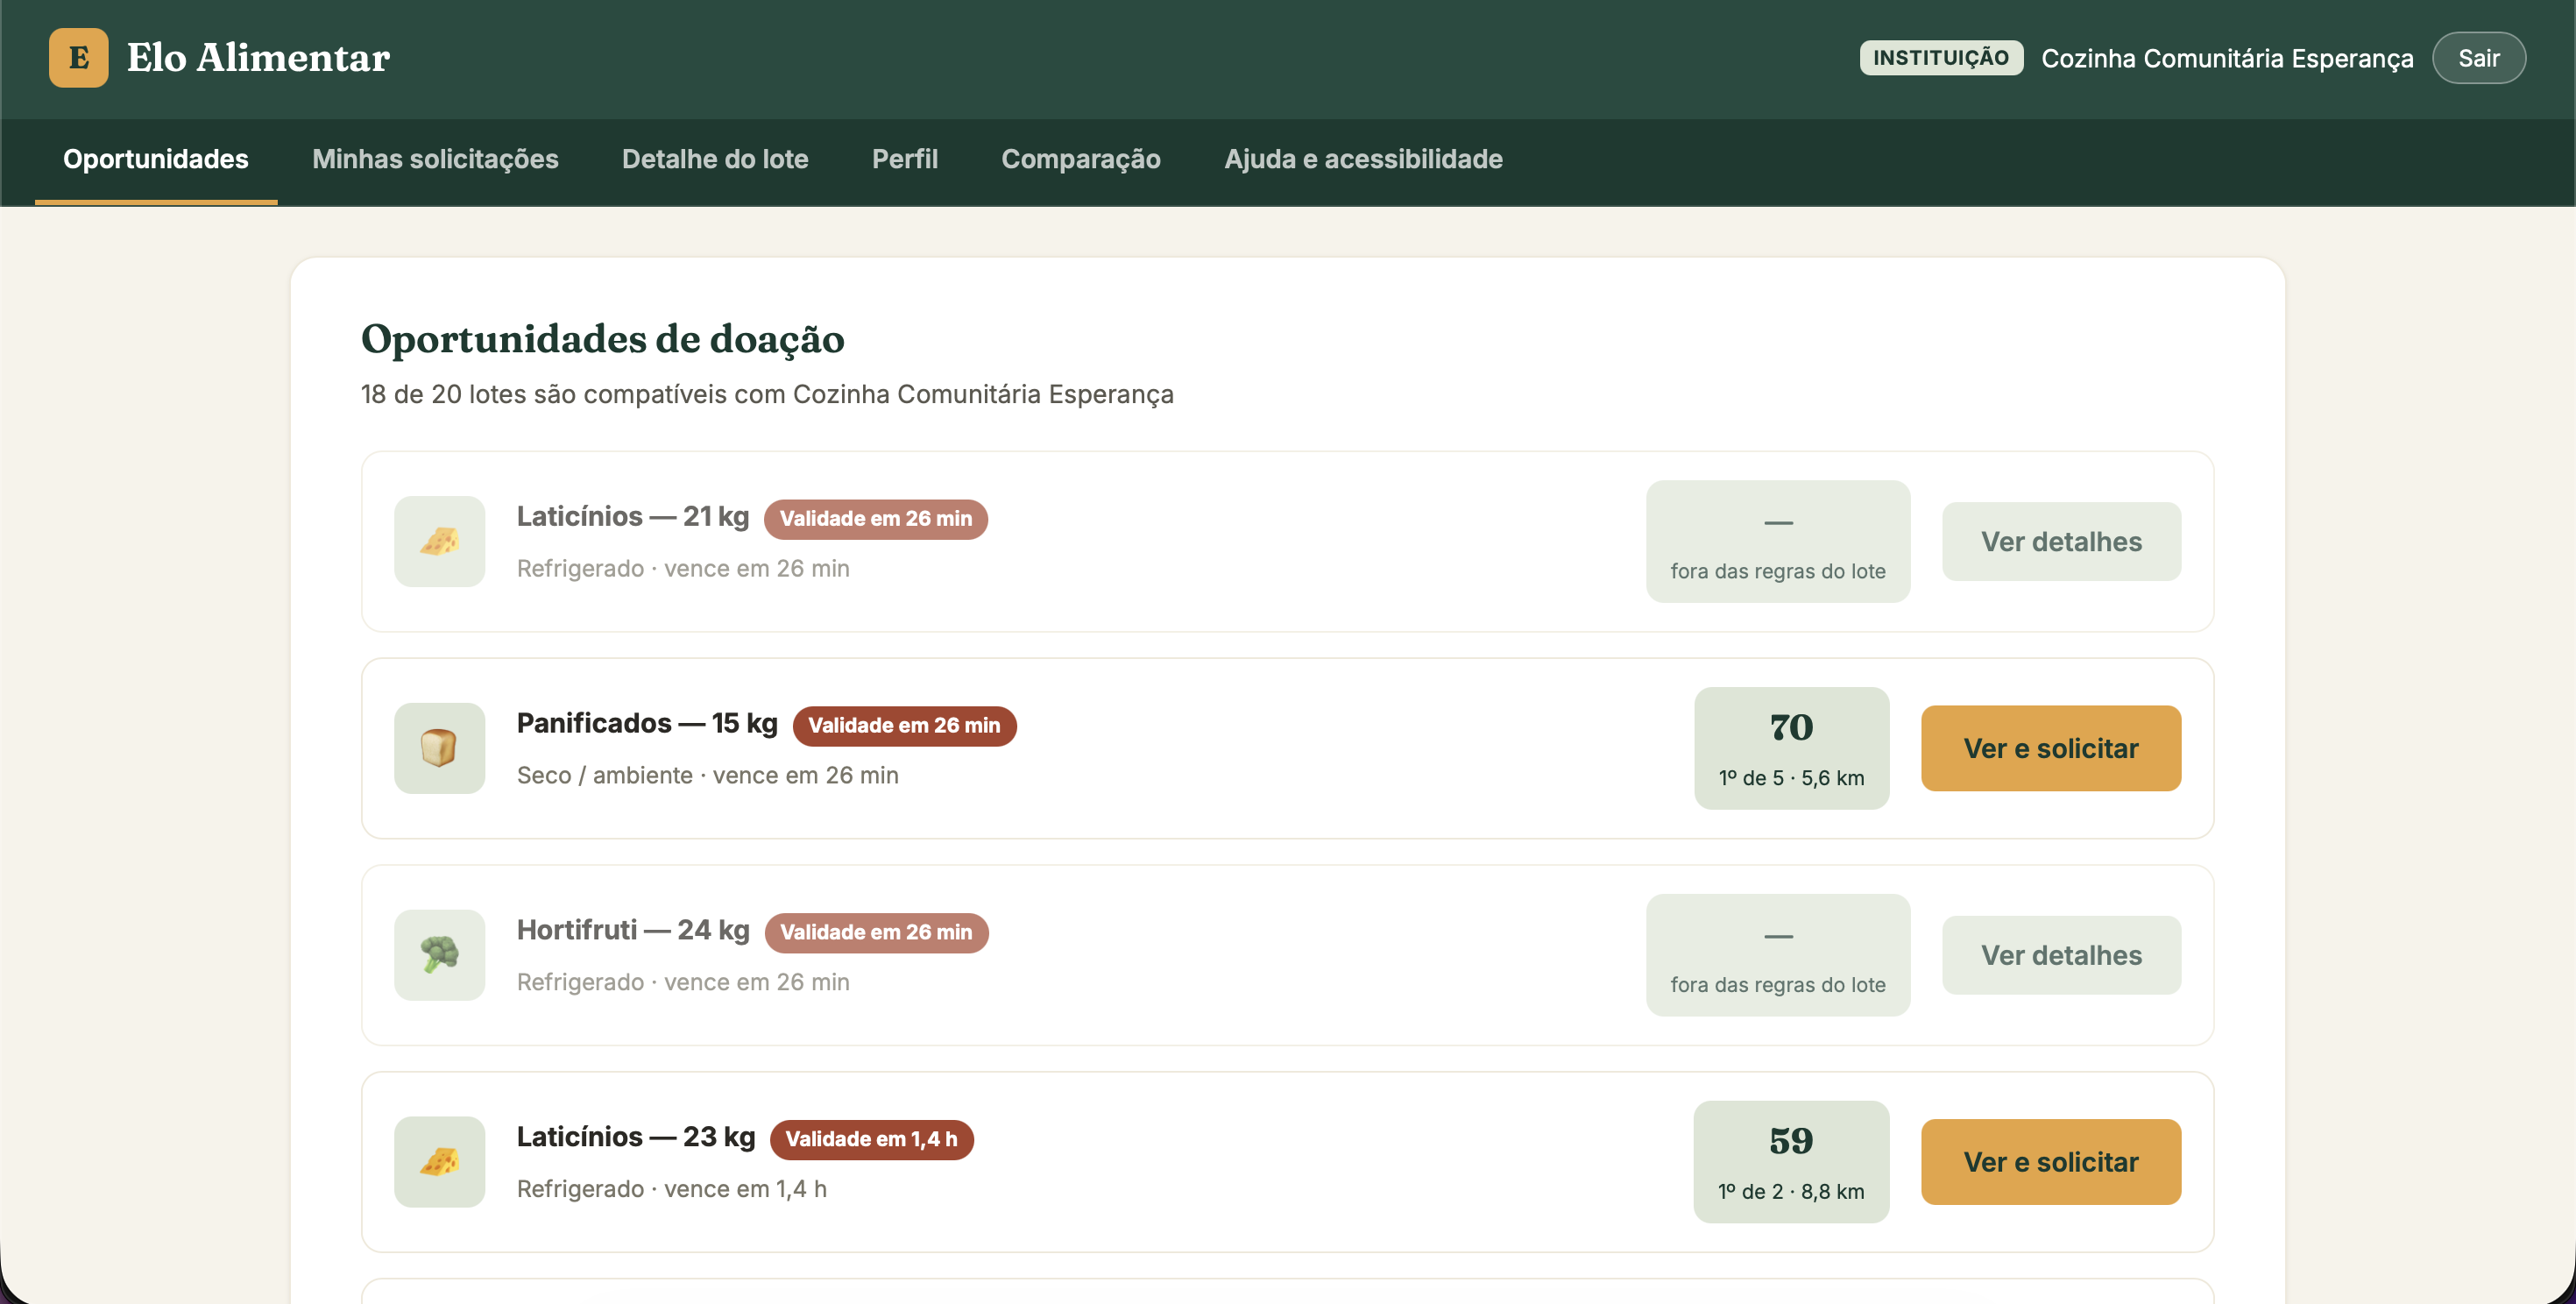 E Elo Alimentar
INSTITUIÇÃO Cozinha Comunitária Esperança Sair
Oportunidades Minhas solicitações Detalhe do lote Perfil Comparação Ajuda e acessibilidade
Oportunidades de doação
18 de 20 lotes são compatíveis com Cozinha Comunitária Esperança
Laticínios — 21 kg Validade em 26 min
Refrigerado · vence em 26 min
—
fora das regras do lote
Ver detalhes
Panificados — 15 kg Validade em 26 min
Seco / ambiente · vence em 26 min
70
1º de 5 · 5,6 km
Ver e solicitar
Hortifruti — 24 kg Validade em 26 min
Refrigerado · vence em 26 min
—
fora das regras do lote
Ver detalhes
Laticínios — 23 kg Validade em 1,4 h
Refrigerado · vence em 1,4 h
59
1º de 2 · 8,8 km
Ver e solicitar